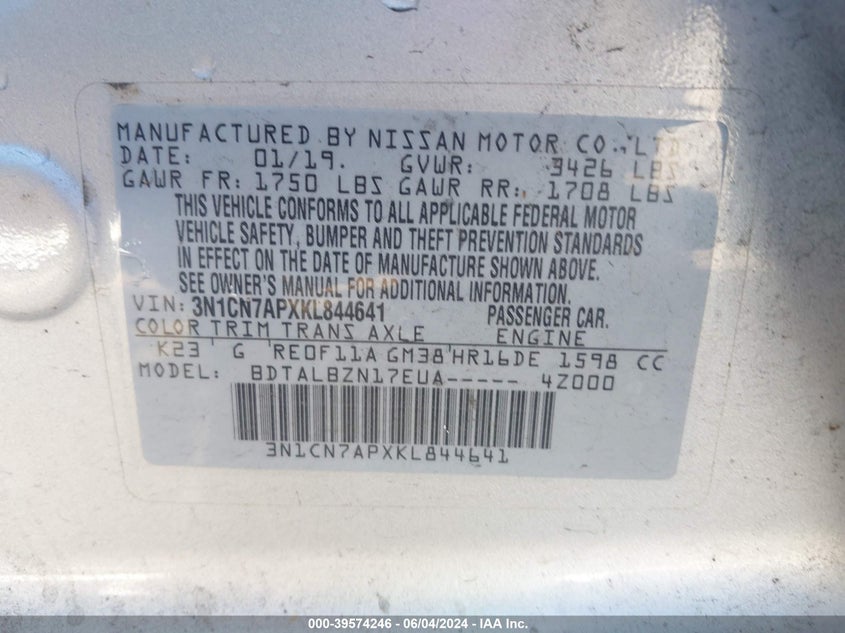 MANUFACTURED BY NISSAN MOTOR CO., LTD
DATE: 01/19. GVWR: 3426 LBS
GAWR FR: 1750 LBS GAWR RR: 1708 LBS
THIS VEHICLE CONFORMS TO ALL APPLICABLE FEDERAL MOTOR
VEHICLE SAFETY, BUMPER AND THEFT PREVENTION STANDARDS
IN EFFECT ON THE DATE OF MANUFACTURE SHOWN ABOVE.
SEE OWNER'S MANUAL FOR ADDITIONAL INFORMATION.
VIN: 3N1CN7APXKL844641 PASSENGER CAR.
COLOR TRIM TRANS AXLE ENGINE
K23 G RE0F11A GM38 HR16DE 1598 CC
MODEL: BDTALBZN17EUA----- 4Z000
3N1CN7APXKL844641
000-39574246 - 06/04/2024 - IAA Inc.